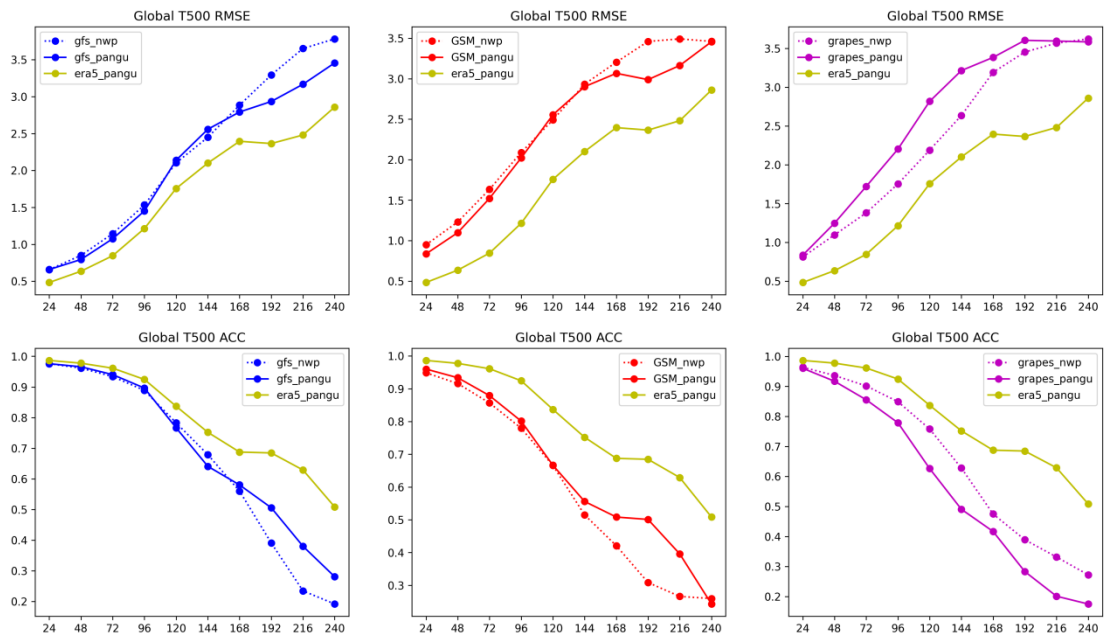 Global T500 RMSE
gfs_nwp
gfs_pangu
era5_pangu
3.5
3.0
2.5
2.0
1.5
1.0
0.5
24 48 72 96 120 144 168 192 216 240
Global T500 RMSE
GSM_nwp
GSM_pangu
era5_pangu
3.5
3.0
2.5
2.0
1.5
1.0
0.5
24 48 72 96 120 144 168 192 216 240
Global T500 RMSE
grapes_nwp
grapes_pangu
era5_pangu
3.5
3.0
2.5
2.0
1.5
1.0
0.5
24 48 72 96 120 144 168 192 216 240
Global T500 ACC
gfs_nwp
gfs_pangu
era5_pangu
1.0
0.9
0.8
0.7
0.6
0.5
0.4
0.3
0.2
24 48 72 96 120 144 168 192 216 240
Global T500 ACC
GSM_nwp
GSM_pangu
era5_pangu
1.0
0.9
0.8
0.7
0.6
0.5
0.4
0.3
24 48 72 96 120 144 168 192 216 240
Global T500 ACC
grapes_nwp
grapes_pangu
era5_pangu
1.0
0.9
0.8
0.7
0.6
0.5
0.4
0.3
0.2
24 48 72 96 120 144 168 192 216 240